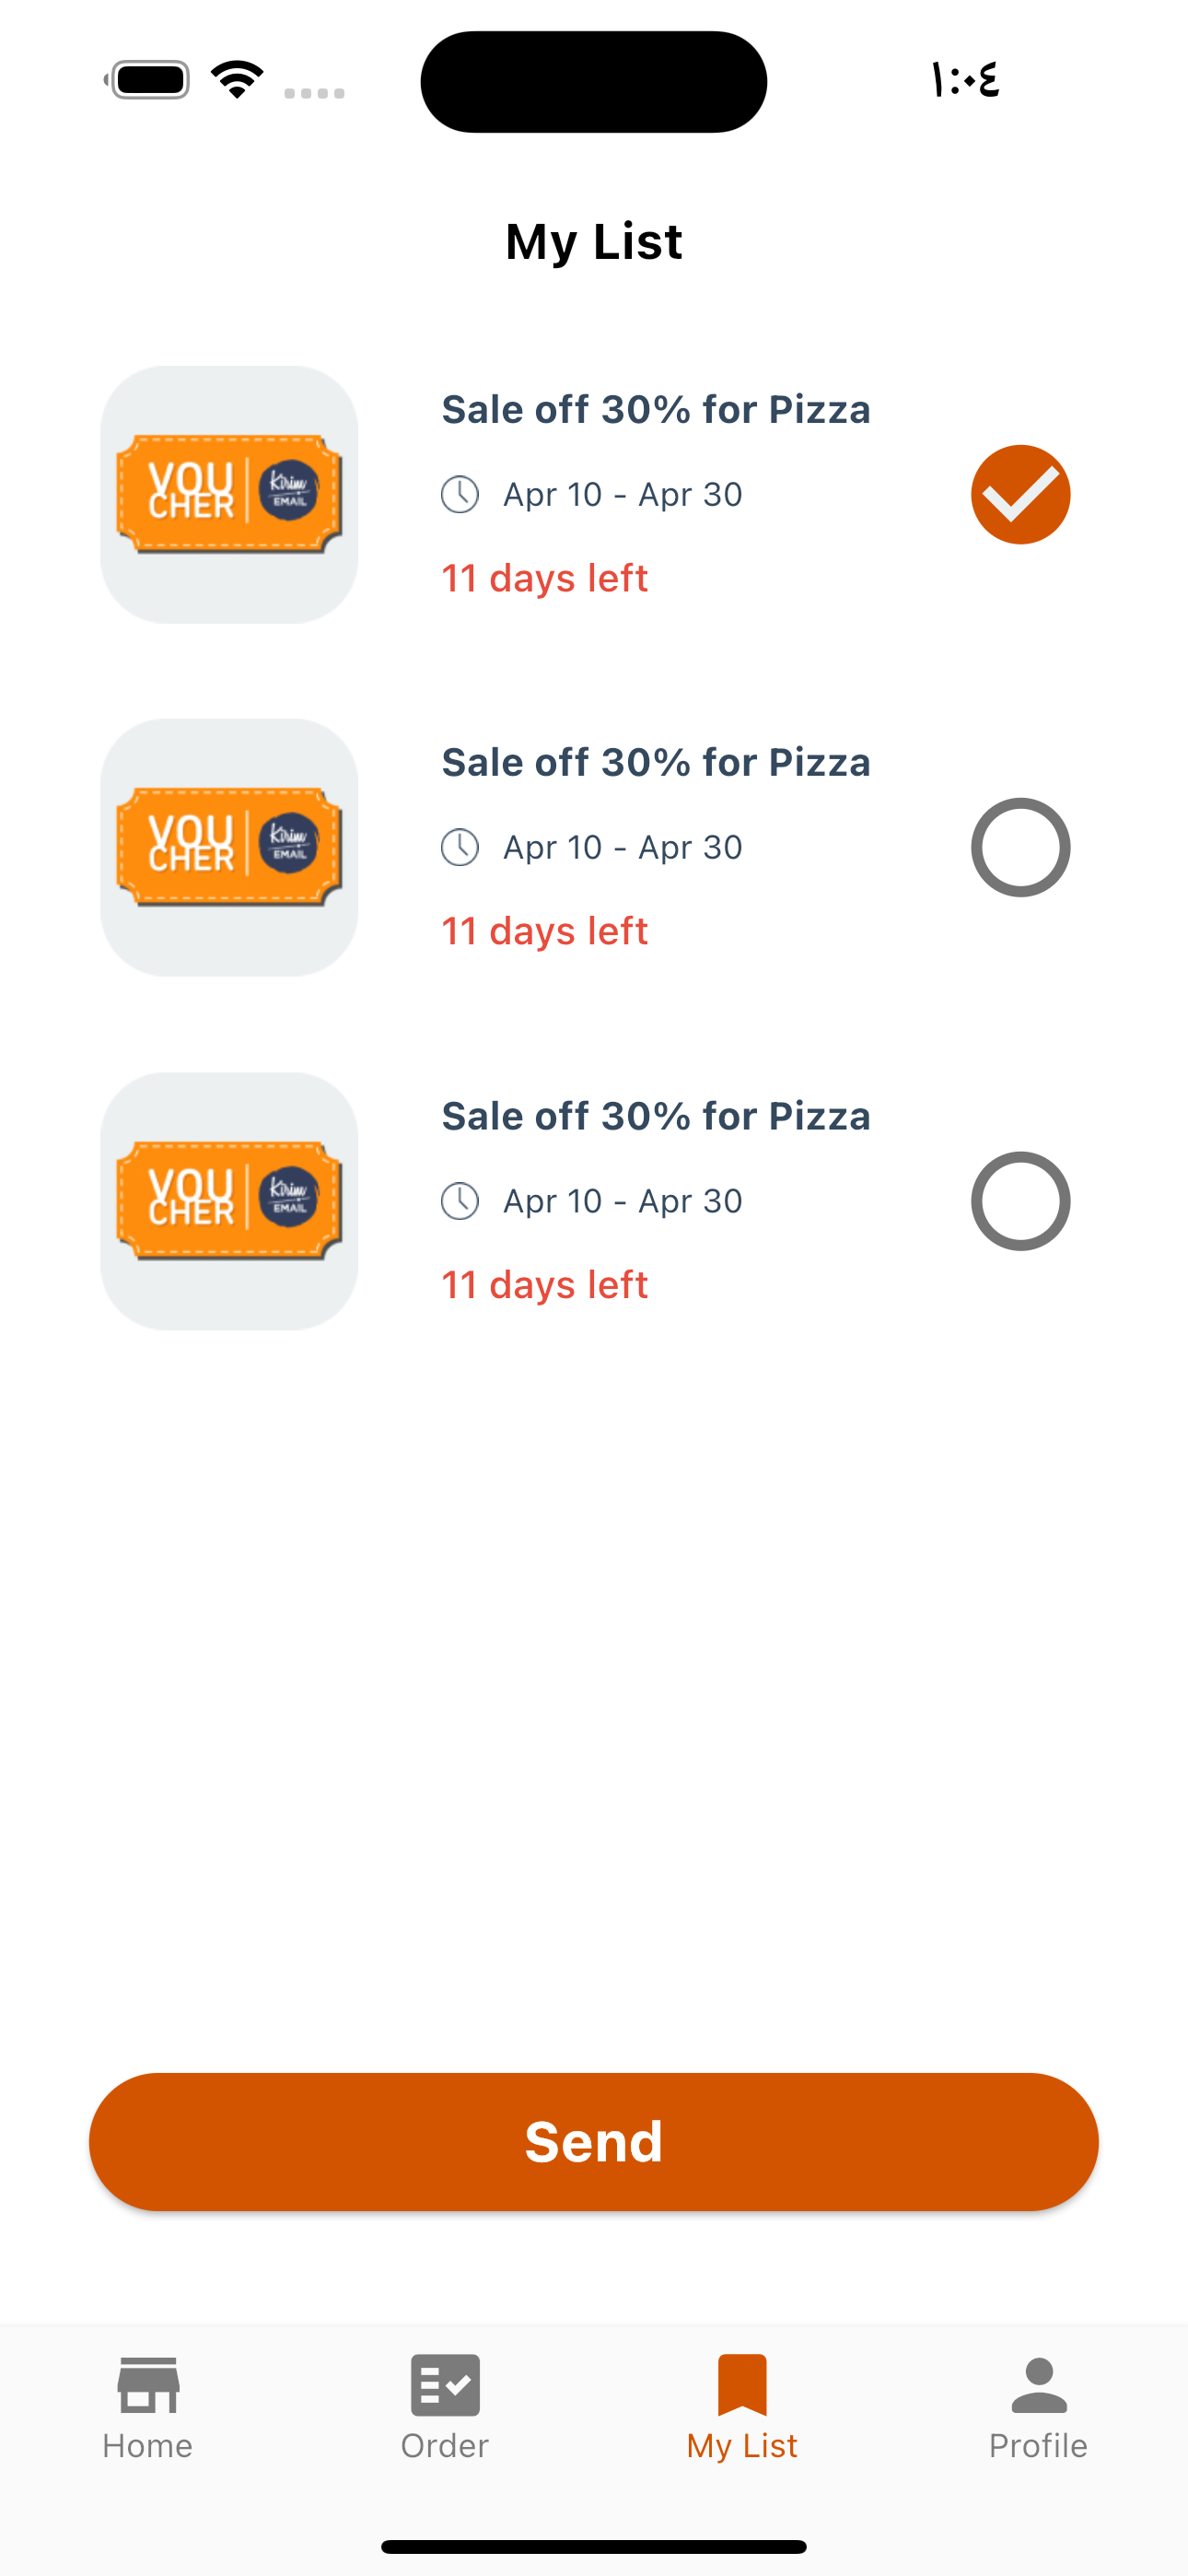 ١:٠٤
My List
Sale off 30% for Pizza
VOU
CHER
Kirim
EMAIL
Apr 10 - Apr 30
11 days left
Sale off 30% for Pizza
VOU
CHER
Kirim
EMAIL
Apr 10 - Apr 30
11 days left
Sale off 30% for Pizza
VOU
CHER
Kirim
EMAIL
Apr 10 - Apr 30
11 days left
Send
Home
Order
My List
Profile